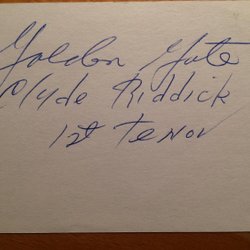 Golden Gate
Clyde Riddick
1st Tenor